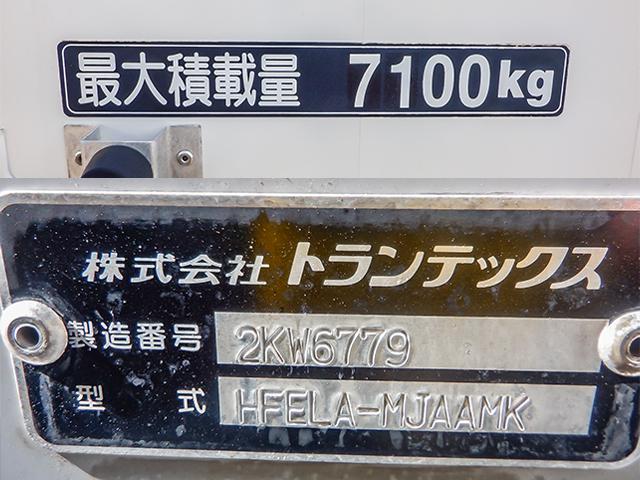 最大積載量 7100kg
株式会社 トランテックス
製造番号 2KW6779
型式 HFELA-MJAAMK